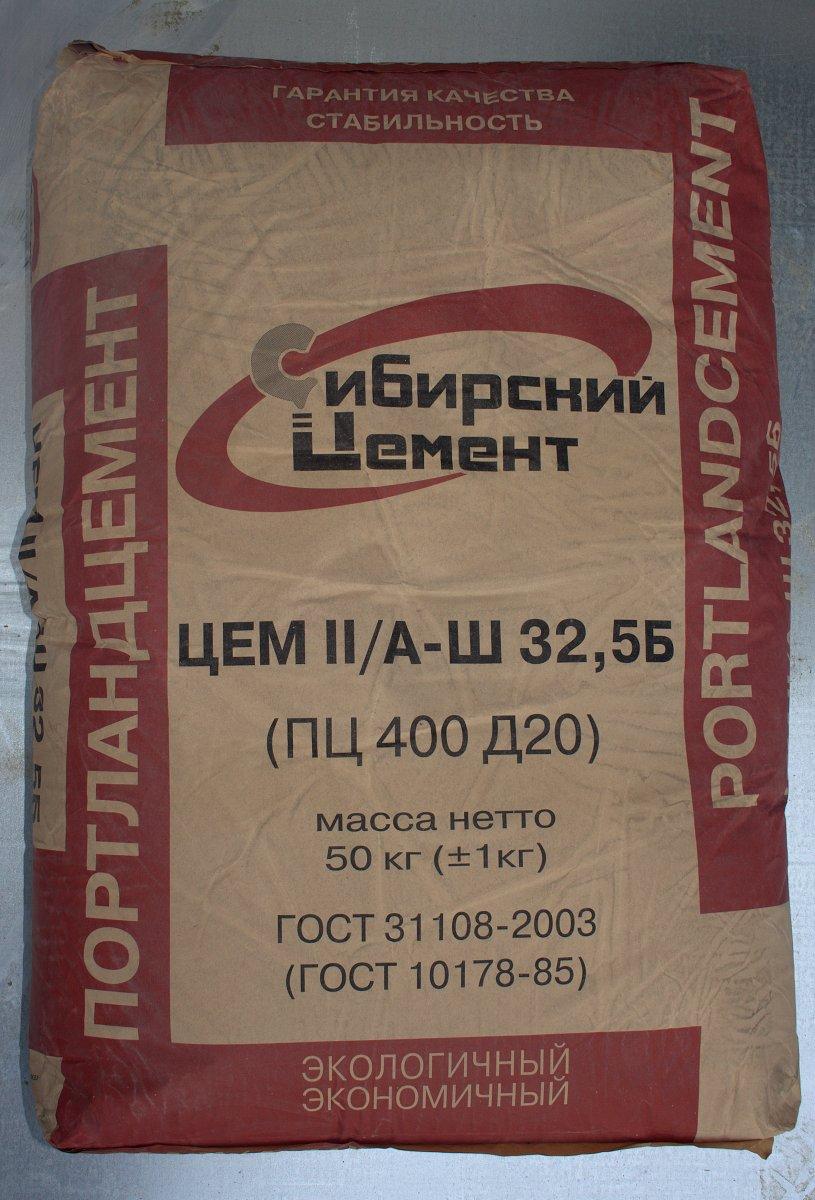 ГАРАНТИЯ КАЧЕСТВА
СТАБИЛЬНОСТЬ
ПОРТЛАНДЦЕМЕНТ
PORTLANDCEMENT
Сибирский
Цемент
ЦЕМ II/А-Ш 32,5Б
(ПЦ 400 Д20)
масса нетто
50 кг (±1кг)
ГОСТ 31108-2003
(ГОСТ 10178-85)
ЭКОЛОГИЧНЫЙ
ЭКОНОМИЧНЫЙ